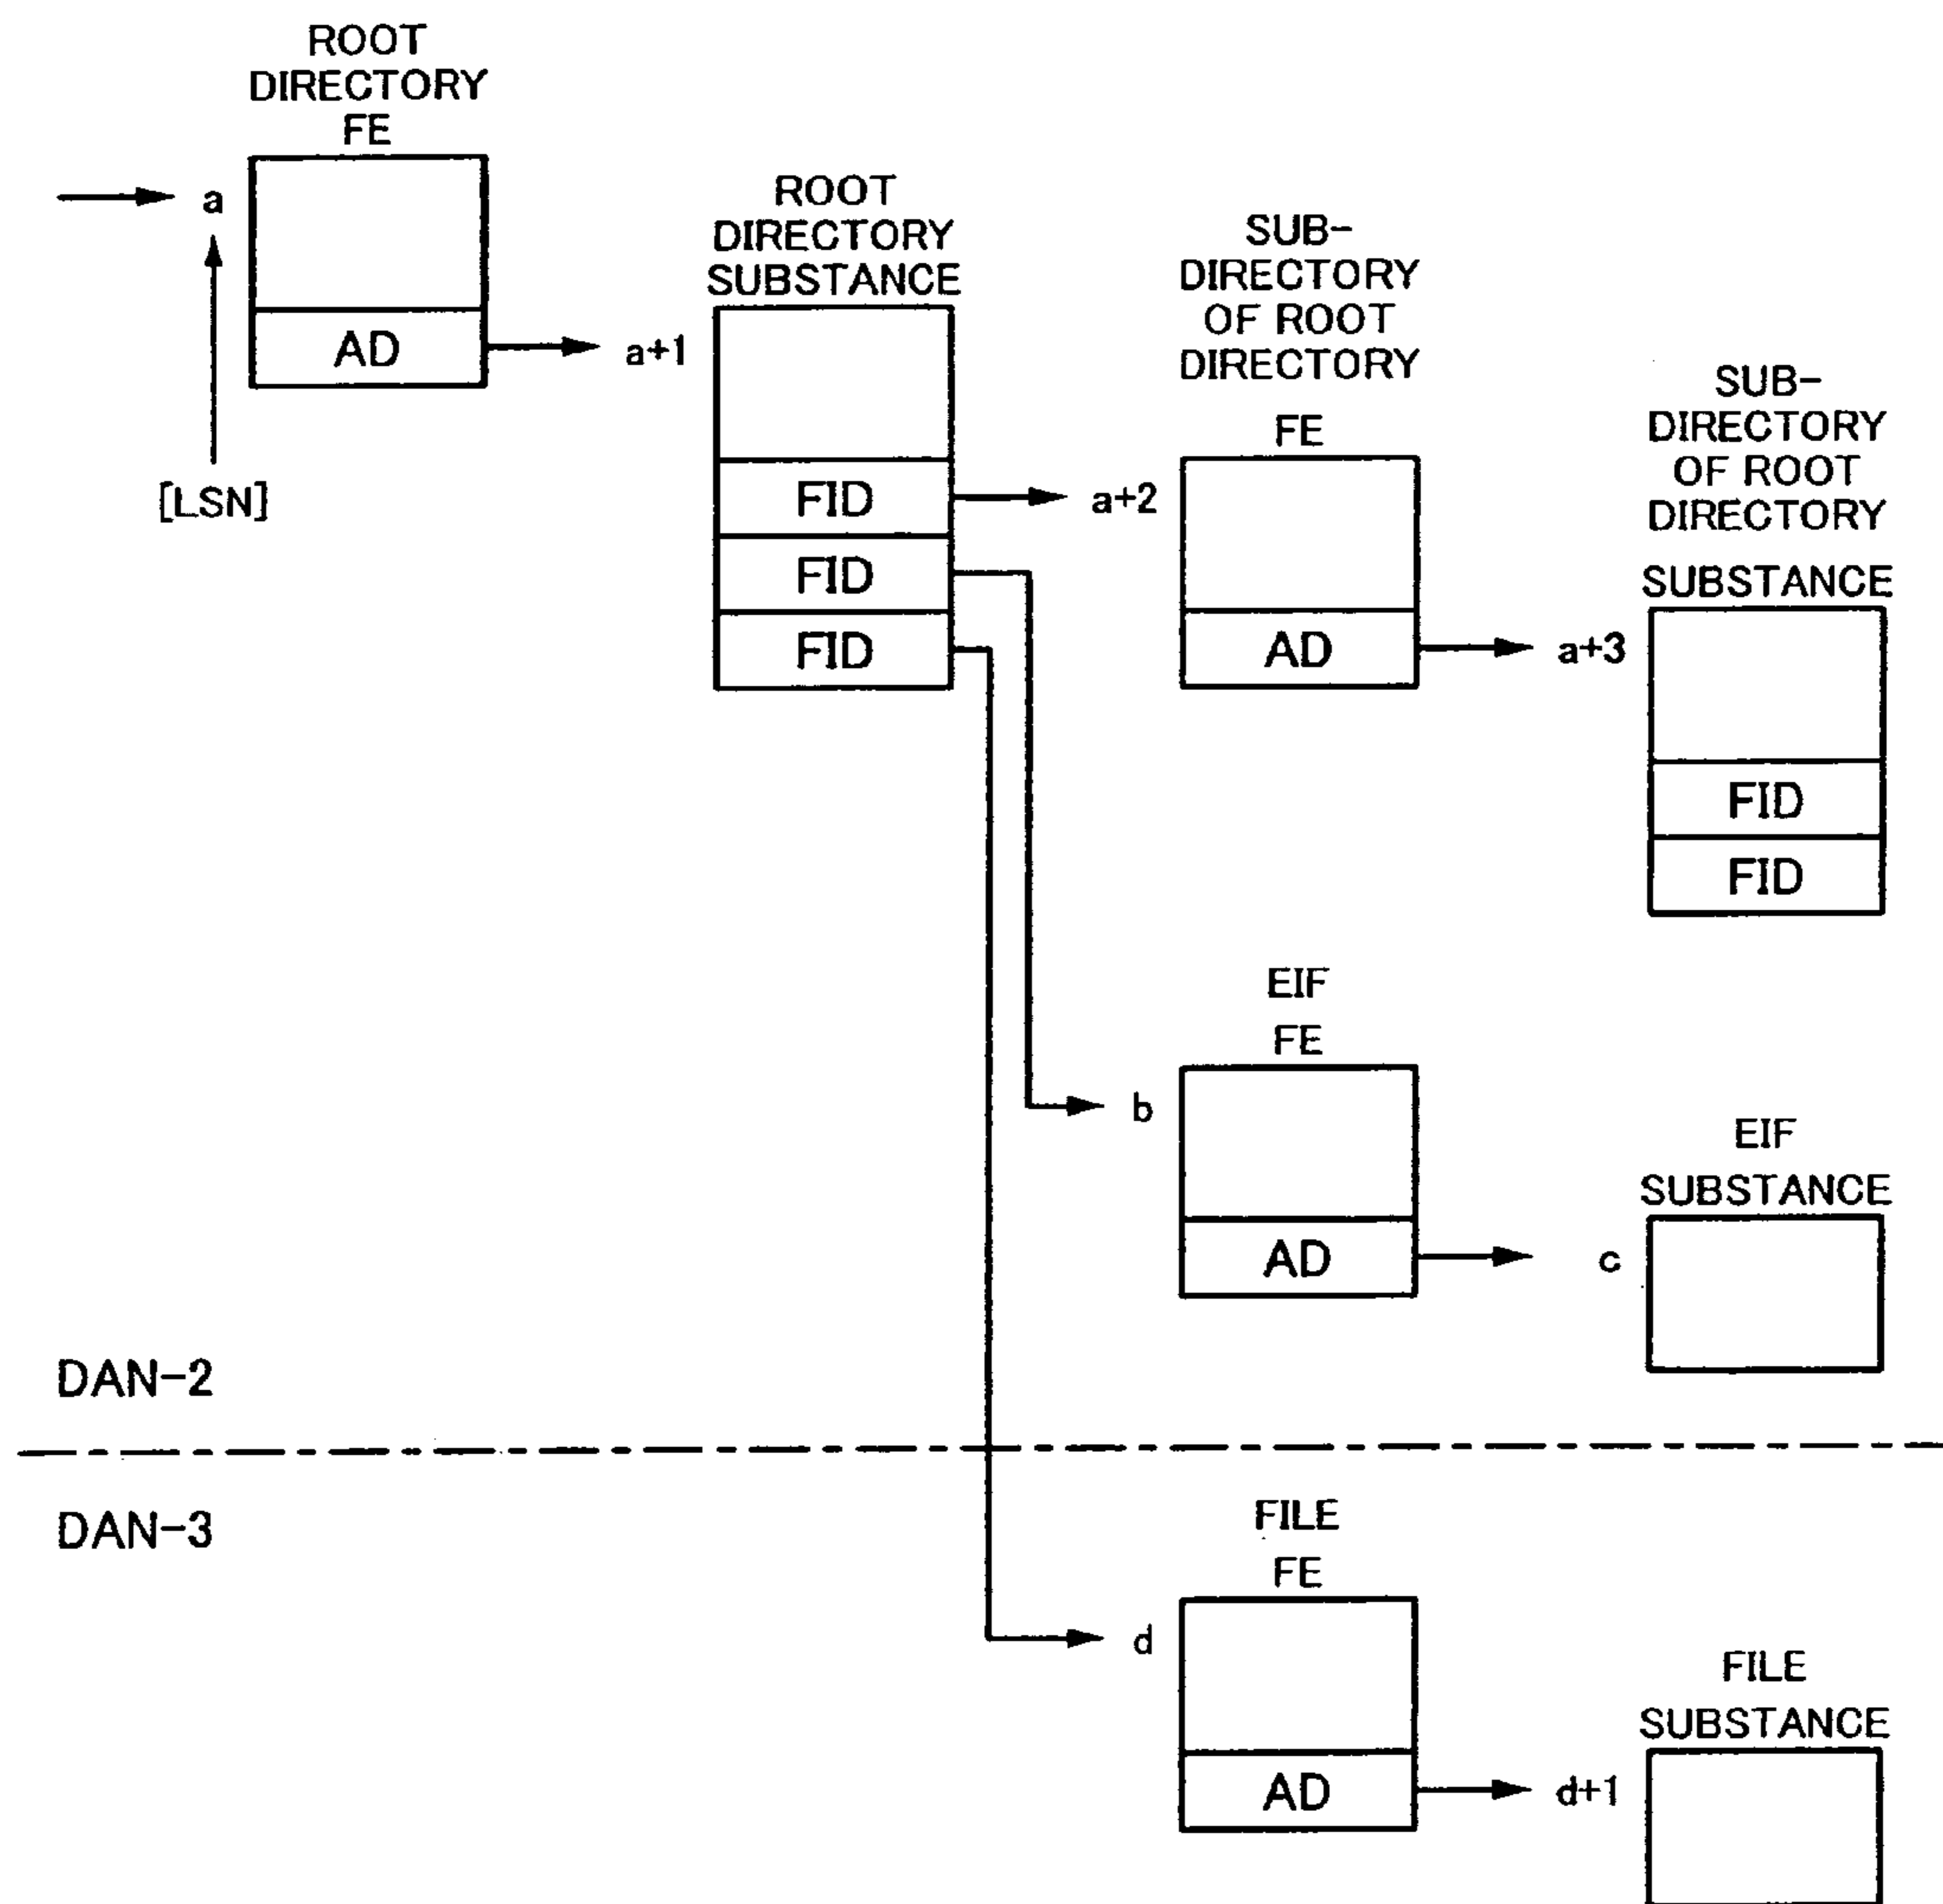 ROOT
DIRECTORY
FE
a
[LSN]
AD
a+1
ROOT
DIRECTORY
SUBSTANCE
FID
FID
FID
a+2
SUB-
DIRECTORY
OF ROOT
DIRECTORY
FE
AD
a+3
SUB-
DIRECTORY
OF ROOT
DIRECTORY
SUBSTANCE
FID
FID
b
EIF
FE
AD
c
EIF
SUBSTANCE
DAN-2
DAN-3
d
FILE
FE
AD
d+1
FILE
SUBSTANCE